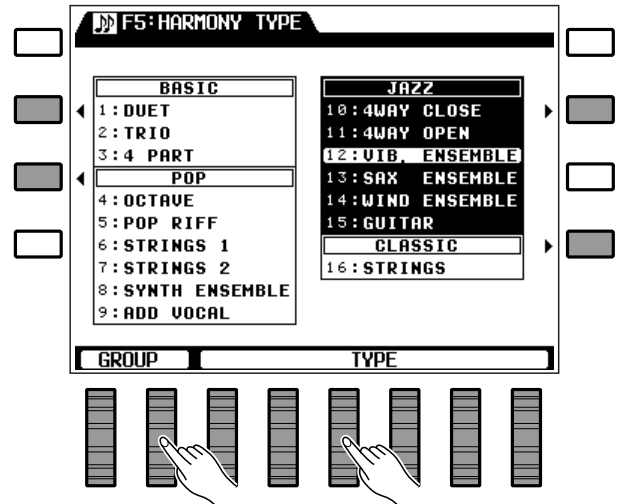 F5:HARMONY TYPE
BASIC
1:DUET
2:TRIO
3:4 PART
POP
4:OCTAVE
5:POP RIFF
6:STRINGS 1
7:STRINGS 2
8:SYNTH ENSEMBLE
9:ADD VOCAL
JAZZ
10:4WAY CLOSE
11:4WAY OPEN
12:VIB. ENSEMBLE
13:SAX ENSEMBLE
14:WIND ENSEMBLE
15:GUITAR
CLASSIC
16:STRINGS
GROUP TYPE